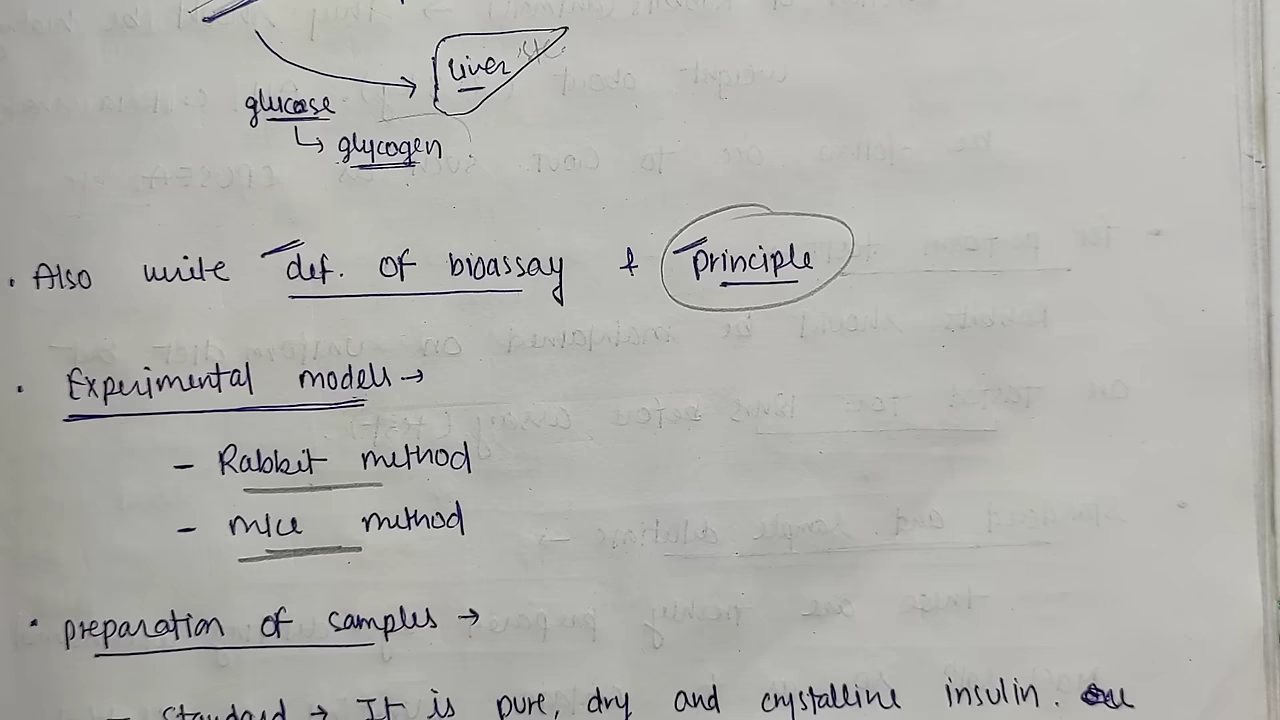 liver
glucose
↳ glycogen
. Also write def. of bioassay + principle
. Experimental models →
- Rabbit method
- mice method
. preparation of samples →
- Standard → It is pure, dry and crystalline insulin.